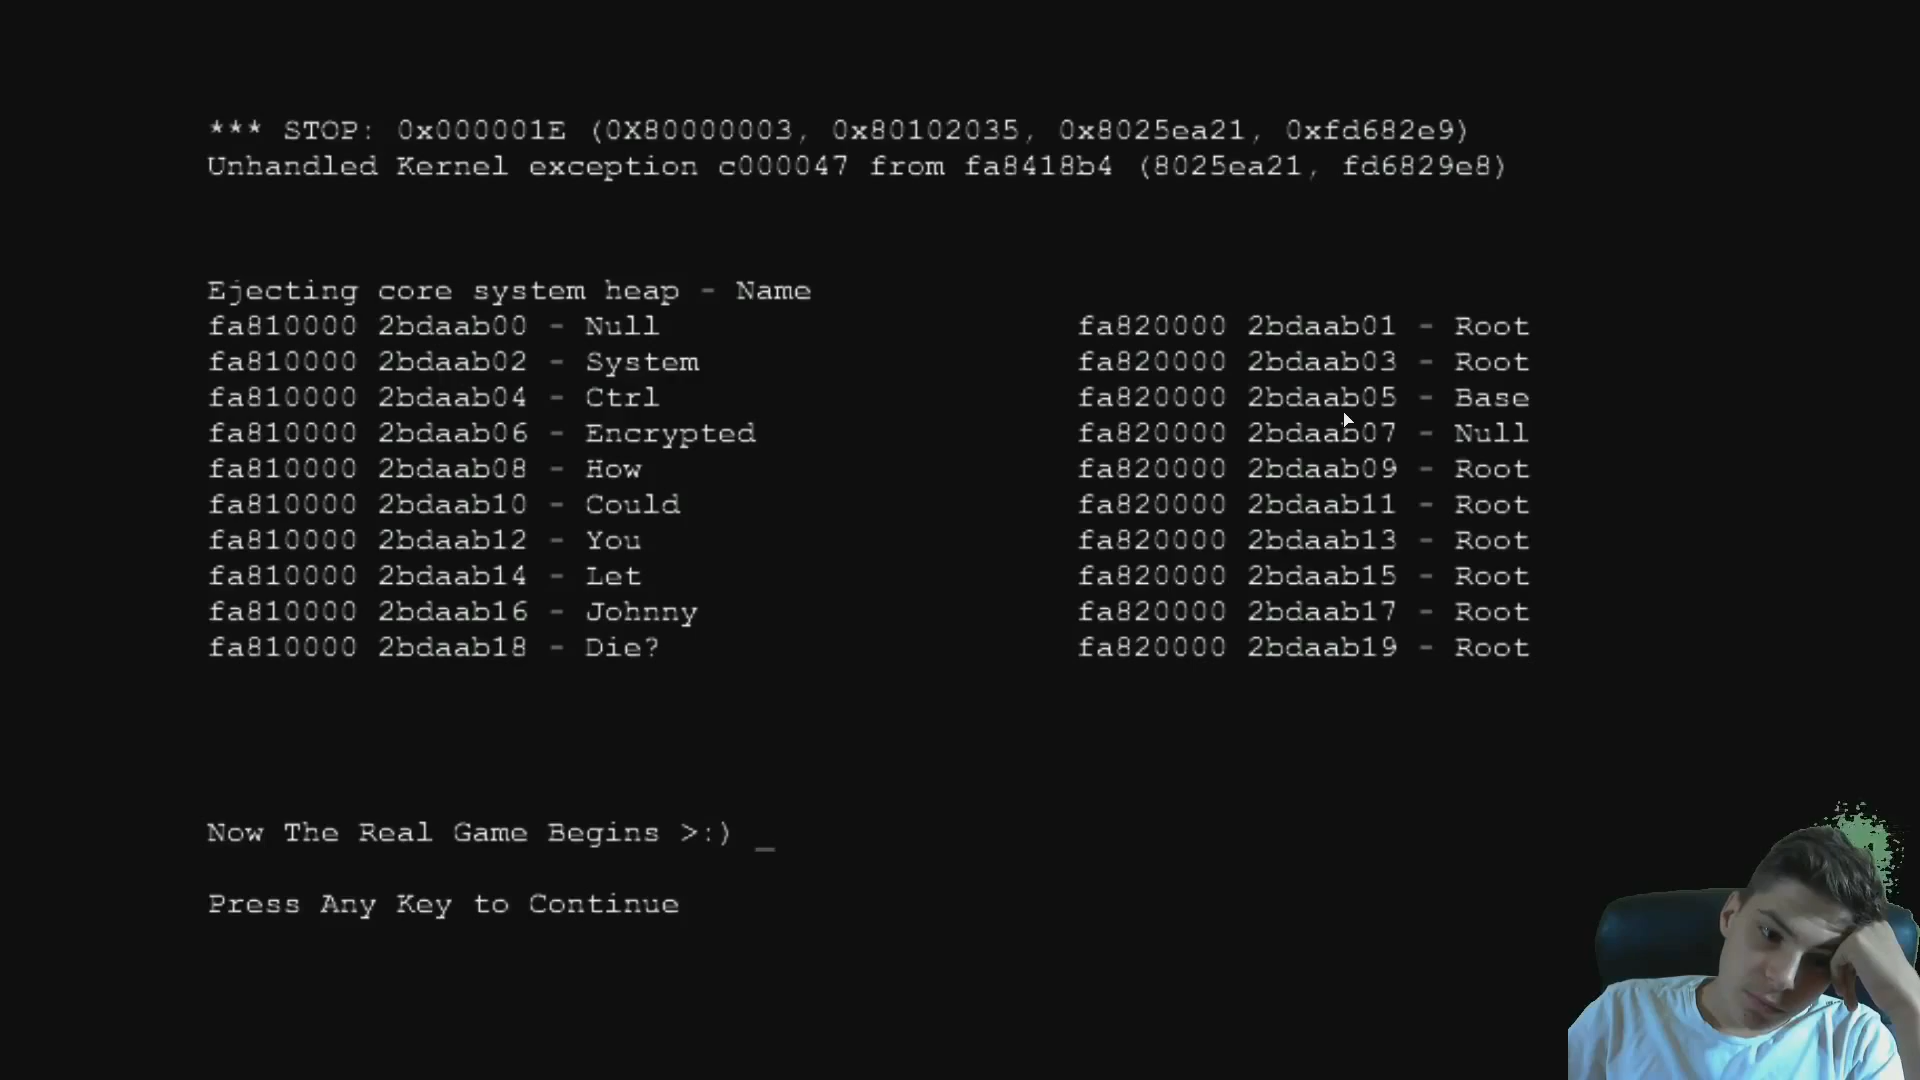 *** STOP: 0x000001E (0X80000003, 0x80102035, 0x8025ea21, 0xfd682e9)
Unhandled Kernel exception c000047 from fa8418b4 (8025ea21, fd6829e8)
Ejecting core system heap - Name
fa810000 2bdaab00 - Null fa820000 2bdaab01 - Root
fa810000 2bdaab02 - System fa820000 2bdaab03 - Root
fa810000 2bdaab04 - Ctrl fa820000 2bdaab05 - Base
fa810000 2bdaab06 - Encrypted fa820000 2bdaab07 - Null
fa810000 2bdaab08 - How fa820000 2bdaab09 - Root
fa810000 2bdaab10 - Could fa820000 2bdaab11 - Root
fa810000 2bdaab12 - You fa820000 2bdaab13 - Root
fa810000 2bdaab14 - Let fa820000 2bdaab15 - Root
fa810000 2bdaab16 - Johnny fa820000 2bdaab17 - Root
fa810000 2bdaab18 - Die? fa820000 2bdaab19 - Root
Now The Real Game Begins >:) _
Press Any Key to Continue